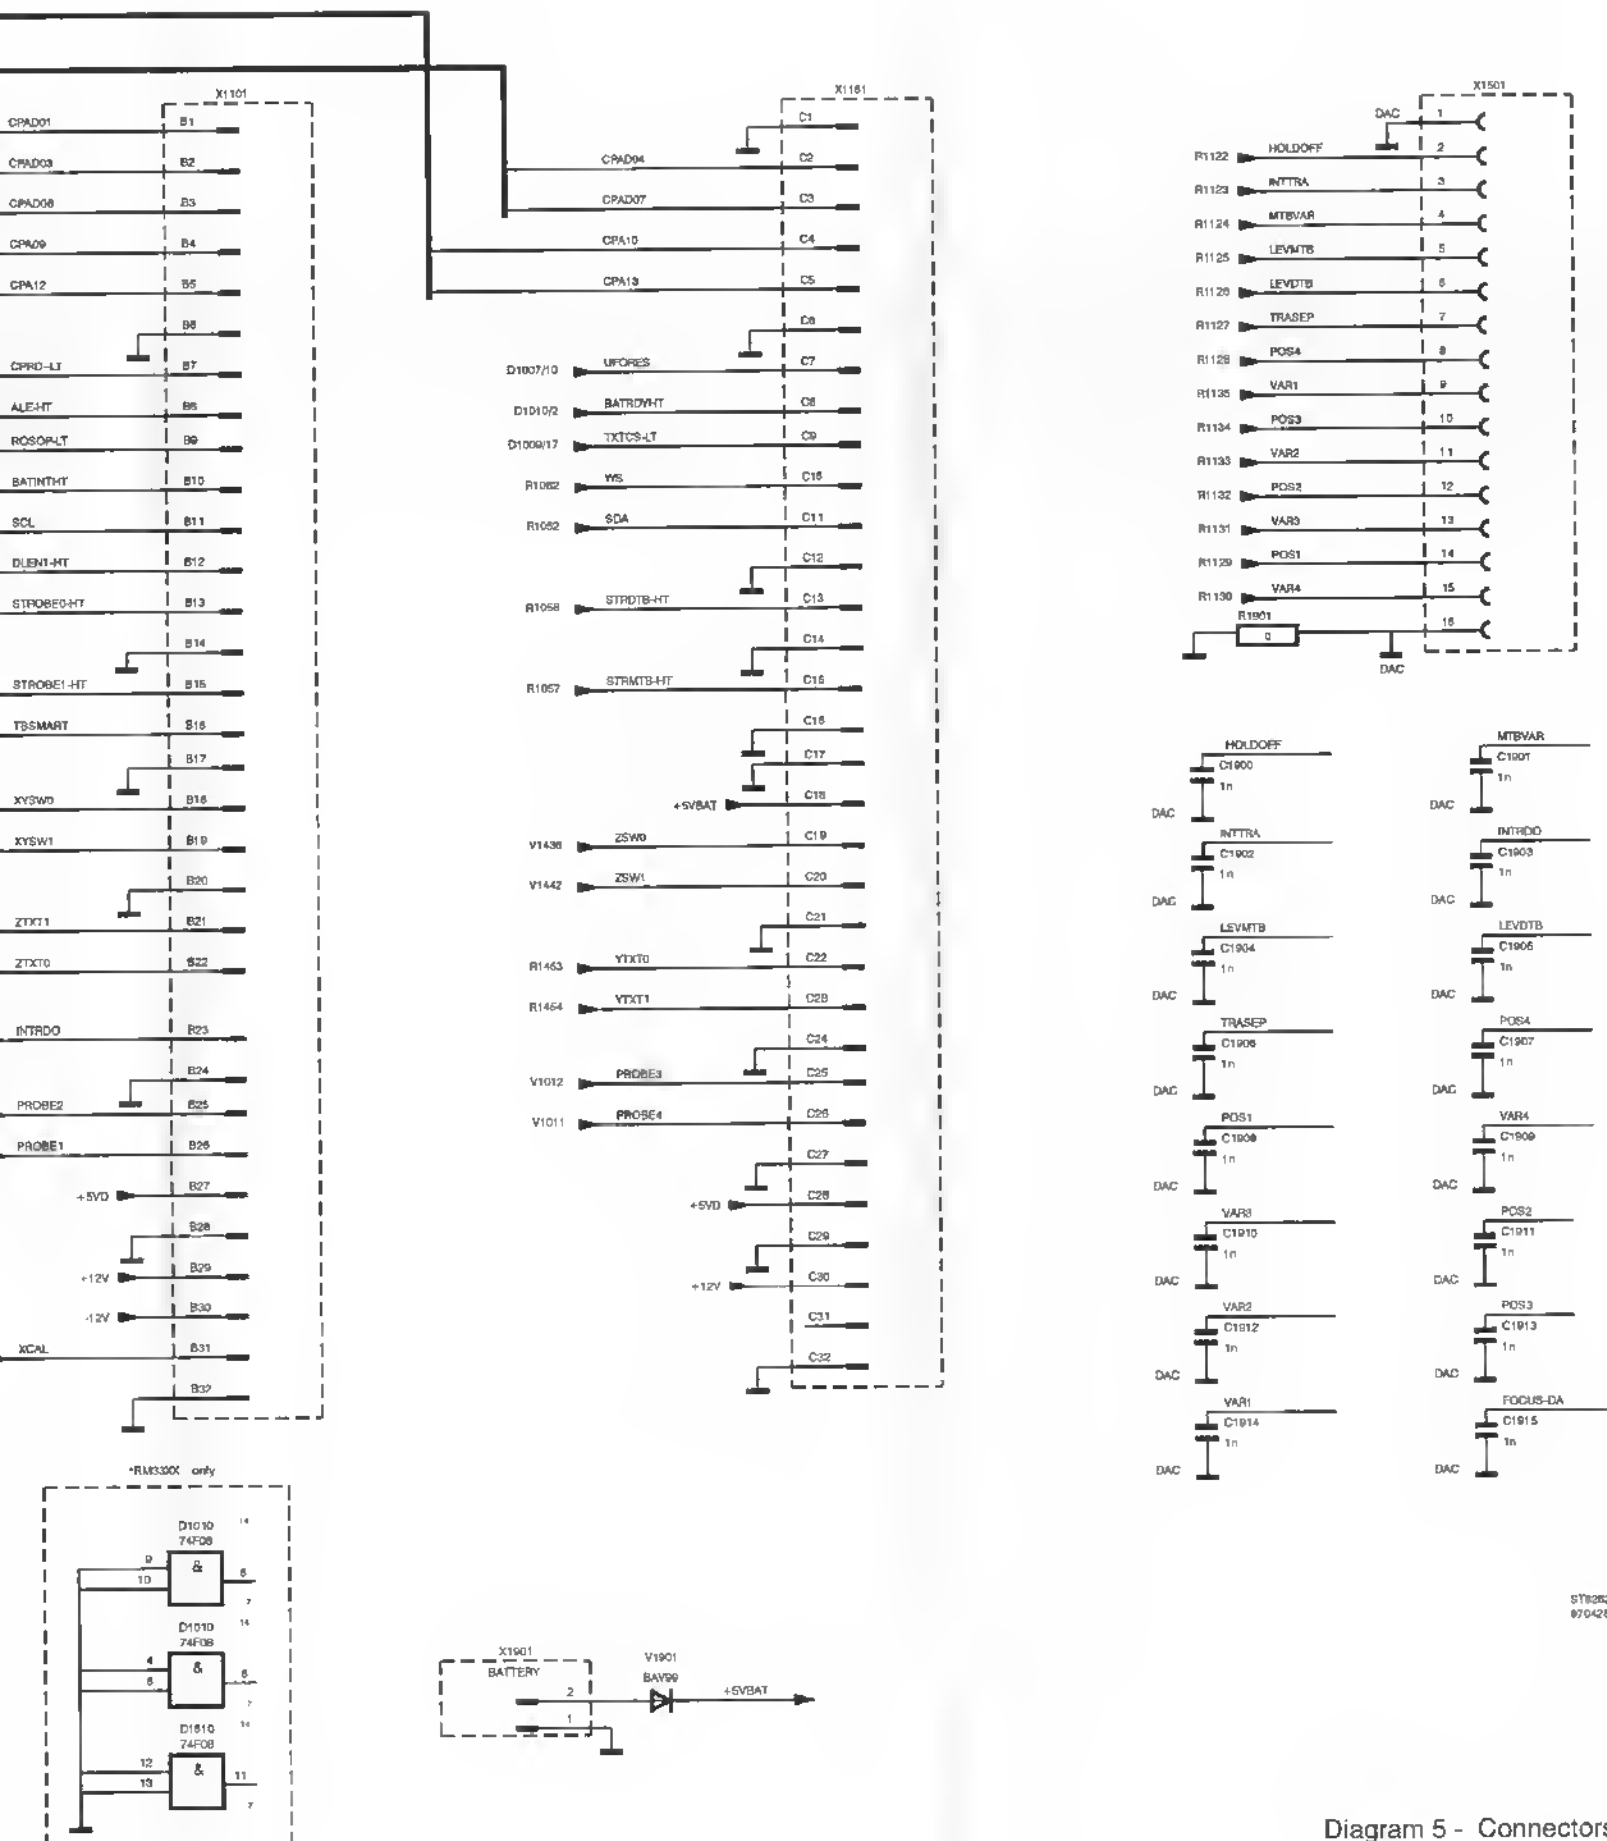 X1101
CPAD01 B1
CPAD03 B2
CPAD06 B3
CPA09 B4
CPA12 B5
B6
CPRD-LT B7
ALE-HT B8
ROSOP-LT B9
BATINTHT B10
SCL B11
DLEN1-HT B12
STROBE0-HT B13
B14
STROBE1-HT B15
TBSMART B16
B17
XYSW0 B18
XYSW1 B19
B20
ZTXT1 B21
ZTXT0 B22
INTRDO B23
B24
PROBE2 B25
PROBE1 B26
+5VD B27
B28
+12V B29
-12V B30
XCAL B31
B32
X1161
C1
CPAD04 C2
CPAD07 C3
CPA10 C4
CPA13 C5
C6
D1007/10 UFORES C7
D1010/2 BATRDYHT C8
D1009/17 TXTCS-LT C9
R1062 WS C10
R1052 SDA C11
C12
R1058 STRDTB-HT C13
C14
R1057 STRMTB-HT C15
C16
C17
+5VBAT C18
V1436 ZSW0 C19
V1442 ZSW1 C20
C21
R1463 YTXT0 C22
R1464 YTXT1 C23
C24
V1012 PROBE3 C25
V1011 PROBE4 C26
C27
+5VD C28
C29
+12V C30
C31
C32
X1501
DAC 1
R1122 HOLDOFF 2
R1123 INTTRA 3
R1124 MTBVAR 4
R1125 LEVMTB 5
R1126 LEVDTB 6
R1127 TRASEP 7
R1128 POS4 8
R1135 VAR1 9
R1134 POS3 10
R1133 VAR2 11
R1132 POS2 12
R1131 VAR3 13
R1129 POS1 14
R1130 VAR4 15
R1901
0 16
DAC
HOLDOFF
C1900
1n
DAC
MTBVAR
C1901
1n
DAC
INTTRA
C1902
1n
DAC
INTRDO
C1903
1n
DAC
LEVMTB
C1904
1n
DAC
LEVDTB
C1905
1n
DAC
TRASEP
C1906
1n
DAC
POS4
C1907
1n
DAC
POS1
C1908
1n
DAC
VAR4
C1909
1n
DAC
VAR3
C1910
1n
DAC
POS2
C1911
1n
DAC
VAR2
C1912
1n
DAC
POS3
C1913
1n
DAC
VAR1
C1914
1n
DAC
FOCUS-DA
C1915
1n
DAC
only
D1010 14
74F08
9 &
10 8
7
D1010 14
74F08
4 &
5 6
7
D1010 14
74F08
12 &
13 11
7
X1901
BATTERY
2
1
V1901
BAV99
+5VBAT
Diagram 5 - Connectors